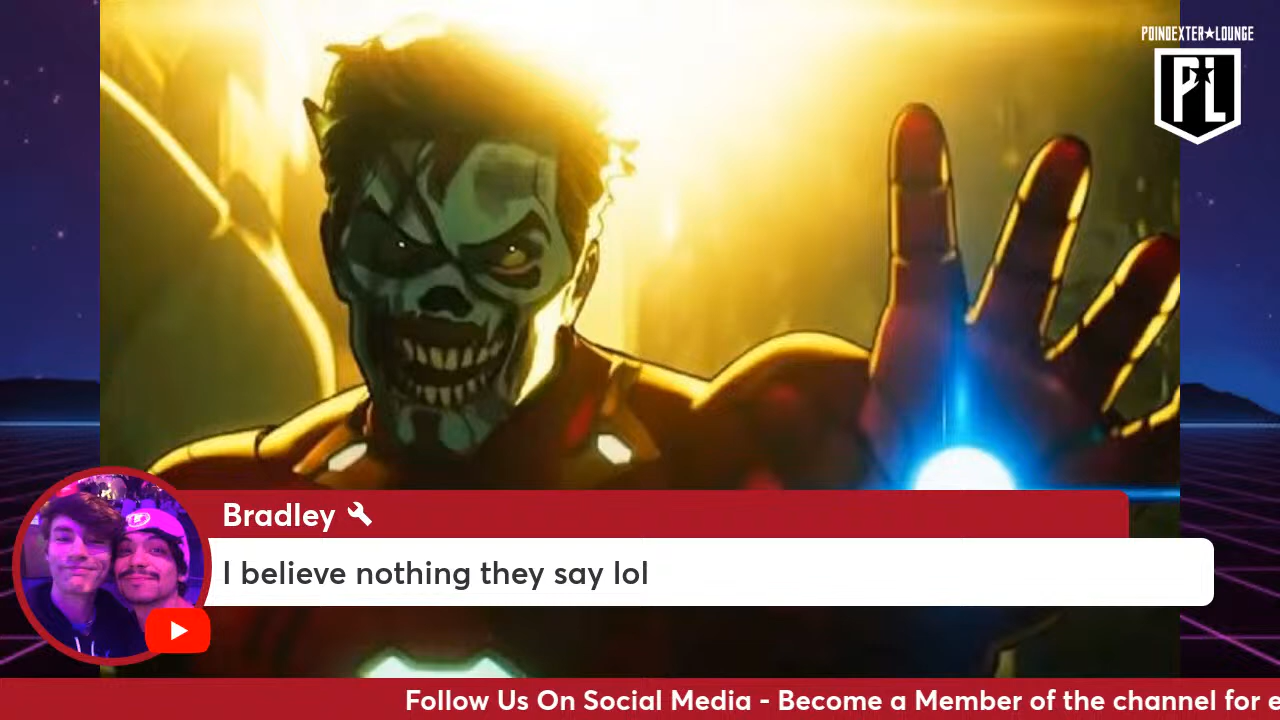 POINDEXTER★LOUNGE
PL
Bradley
I believe nothing they say lol
Follow Us On Social Media - Become a Member of the channel for e